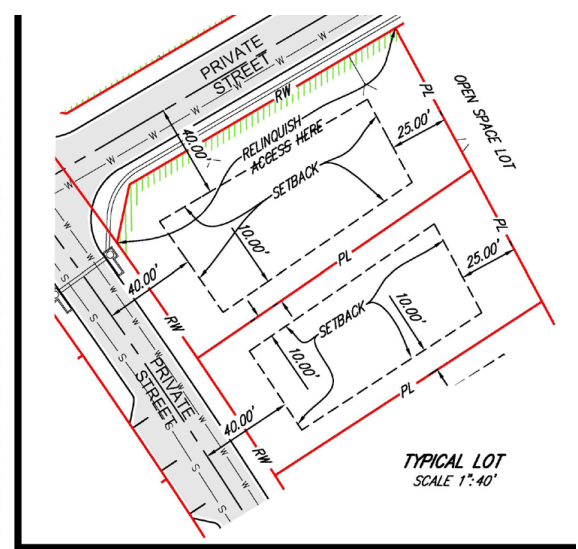 PRIVATE
STREET
RW
RELINQUISH
ACCESS HERE
40.00'
SETBACK
25.00'
PL
OPEN SPACE LOT
10.00'
40.00'
RW
PL
PL
25.00'
SETBACK
10.00'
10.00'
PRIVATE
STREET
40.00'
RW
PL
TYPICAL LOT
SCALE 1":40'
W
W
W
W
W
W
W
W
W
W
W
W
S
S
S
S
S